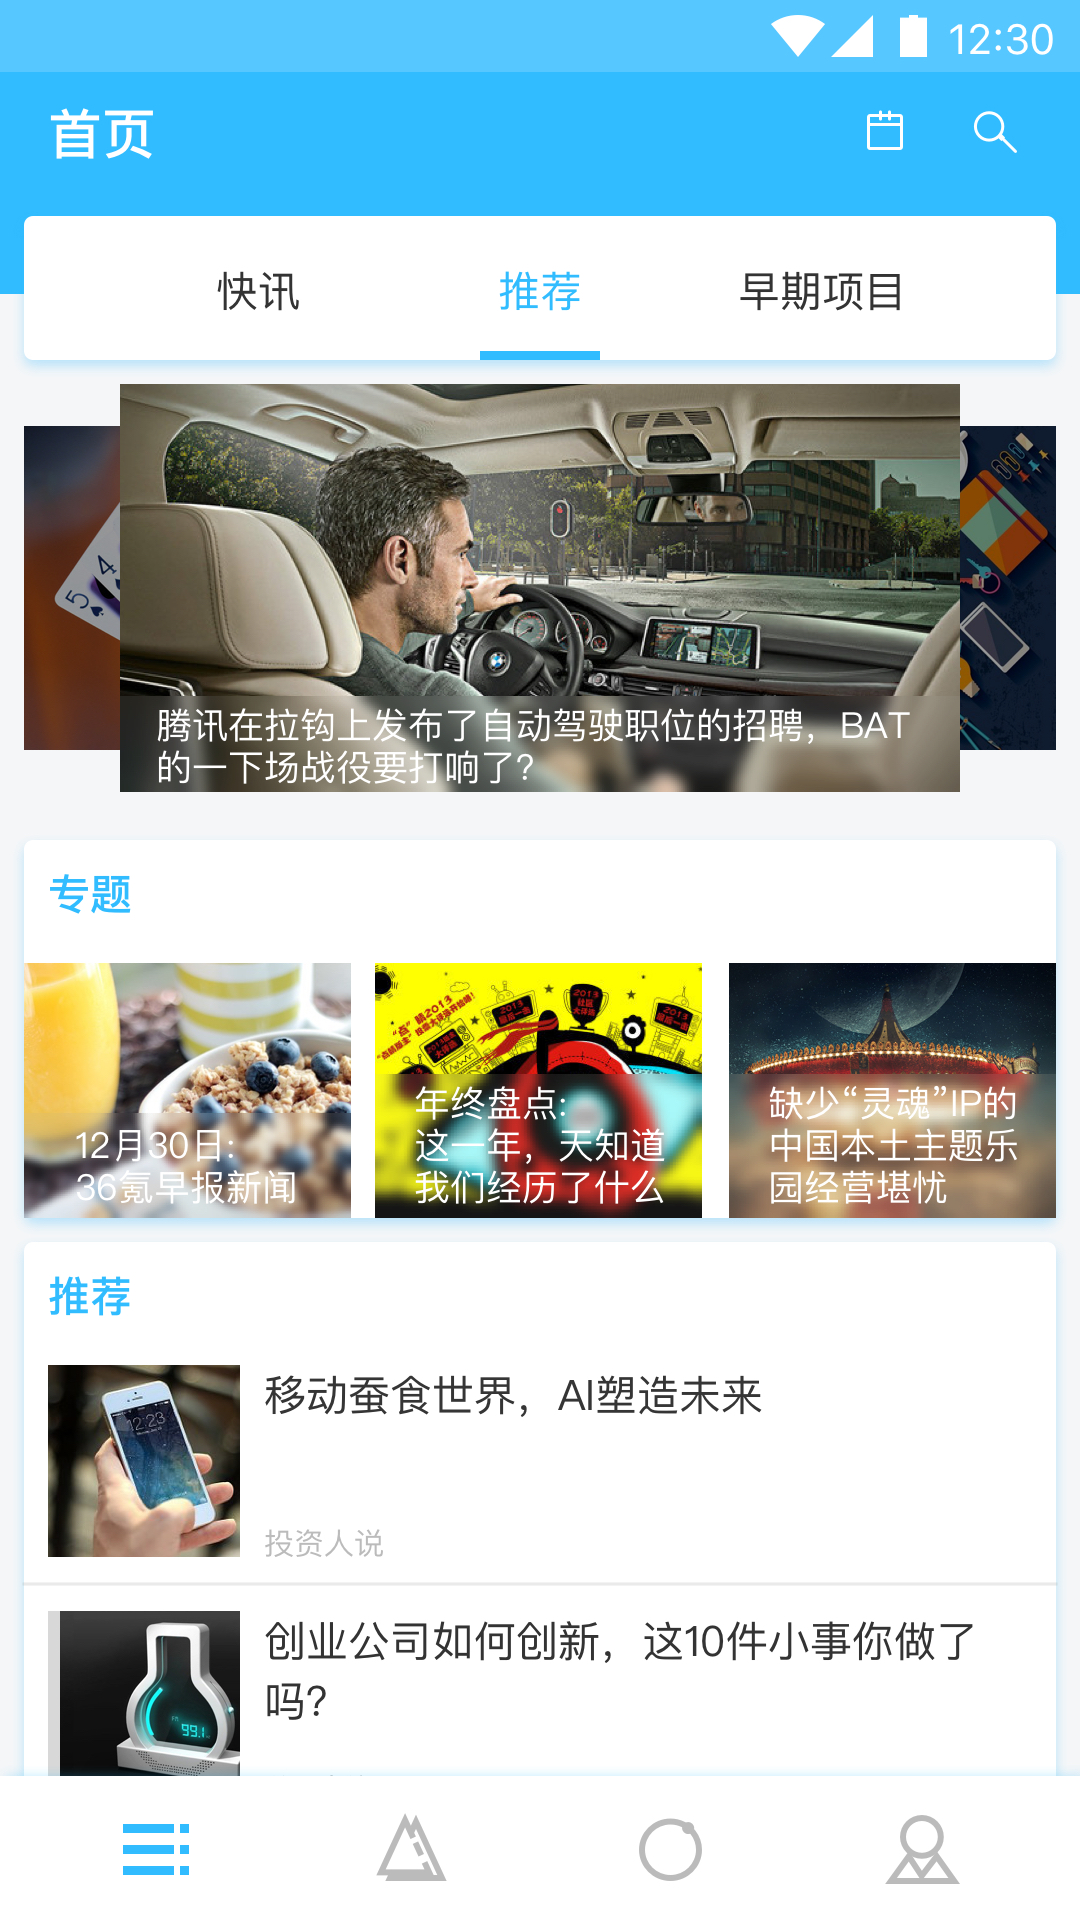 12:30
首页
快讯
推荐
早期项目
腾讯在拉钩上发布了自动驾驶职位的招聘，BAT
的一下场战役要打响了？
专题
12月30日:
36氪早报新闻
年终盘点:
这一年，天知道
我们经历了什么
缺少“灵魂”IP的
中国本土主题乐
园经营堪忧
推荐
移动蚕食世界，AI塑造未来
12:23
投资人说
创业公司如何创新，这10件小事你做了
吗？
99.1